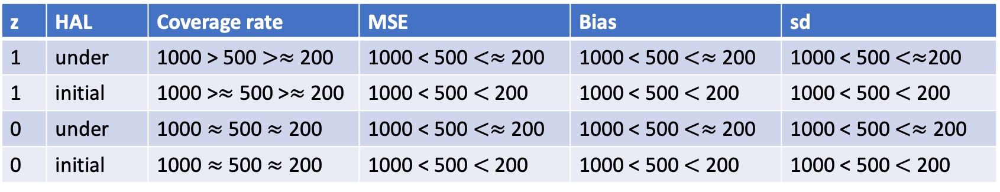 z HAL Coverage rate MSE Bias sd
1 under 1000 > 500 >≈ 200 1000 < 500 <≈ 200 1000 < 500 <≈ 200 1000 < 500 <≈200
1 initial 1000 >≈ 500 >≈ 200 1000 < 500 < 200 1000 < 500 < 200 1000 < 500 < 200
0 under 1000 ≈ 500 ≈ 200 1000 < 500 <≈ 200 1000 < 500 <≈ 200 1000 < 500 <≈ 200
0 initial 1000 ≈ 500 ≈ 200 1000 < 500 < 200 1000 < 500 < 200 1000 < 500 < 200